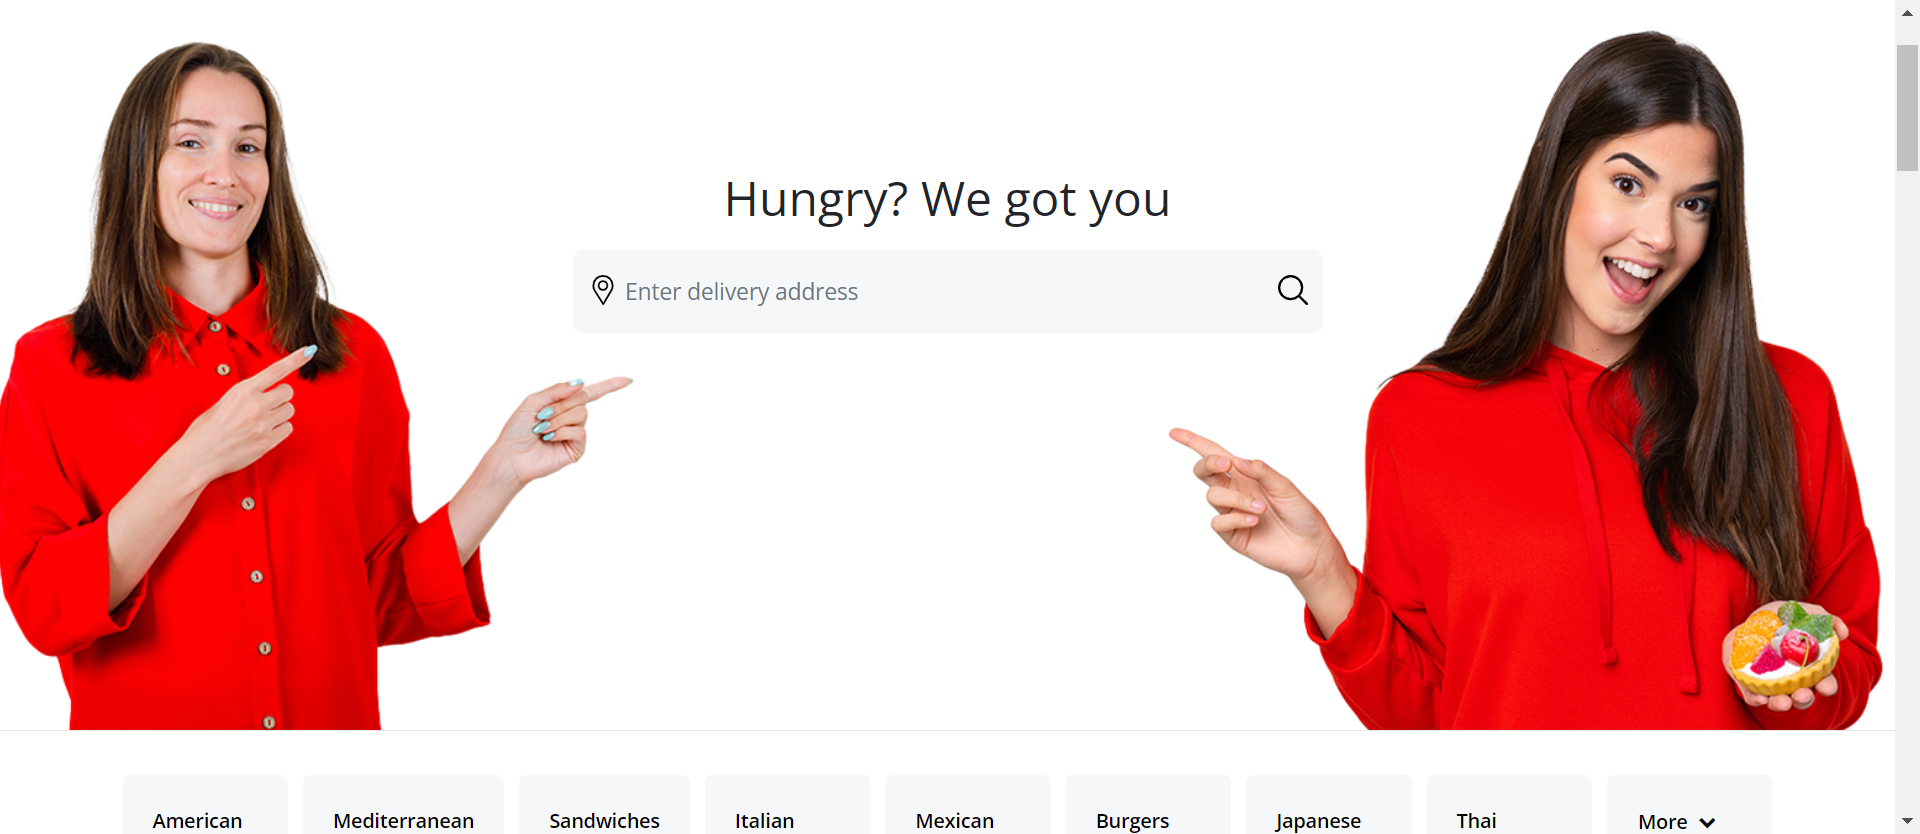 Hungry? We got you
Enter delivery address
American Mediterranean Sandwiches Italian Mexican Burgers Japanese Thai More